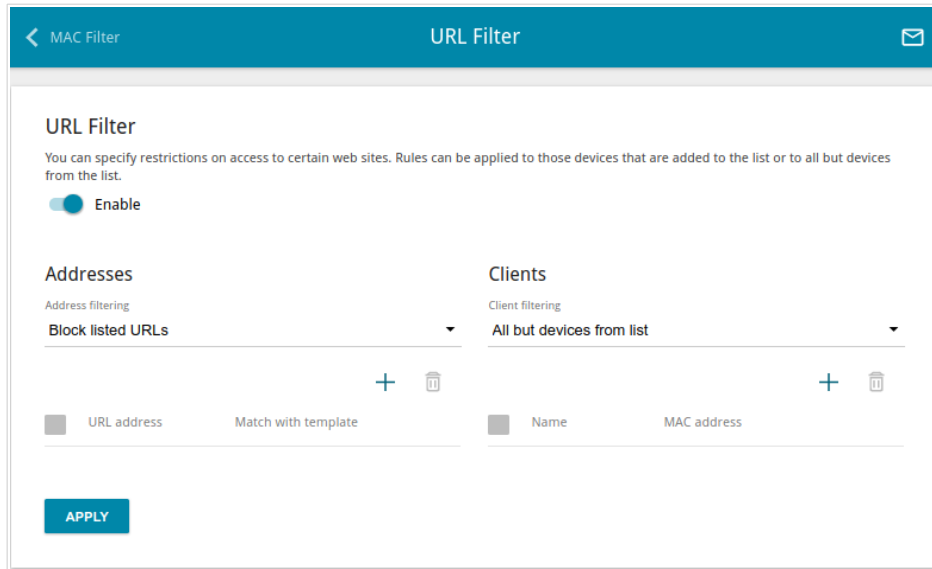 MAC Filter
URL Filter
URL Filter
You can specify restrictions on access to certain web sites. Rules can be applied to those devices that are added to the list or to all but devices
from the list.
Enable
Addresses
Address filtering
Block listed URLs
URL address Match with template
Clients
Client filtering
All but devices from list
Name MAC address
APPLY